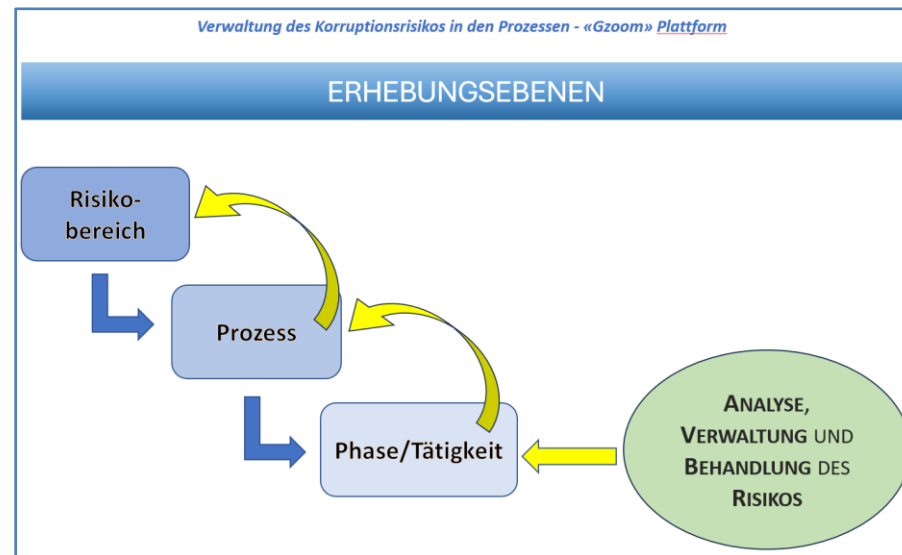 Verwaltung des Korruptionsrisikos in den Prozessen - «Gzoom» Plattform
ERHEBUNGSEBENEN
Risiko-
bereich
Prozess
Phase/Tätigkeit
ANALYSE,
VERWALTUNG UND
BEHANDLUNG DES
RISIKOS